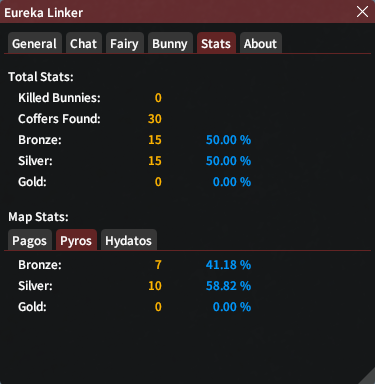 Eureka Linker
General Chat Fairy Bunny Stats About
Total Stats:
Killed Bunnies: 0
Coffers Found: 30
Bronze: 15 50.00 %
Silver: 15 50.00 %
Gold: 0 0.00 %
Map Stats:
Pagos Pyros Hydatos
Bronze: 7 41.18 %
Silver: 10 58.82 %
Gold: 0 0.00 %